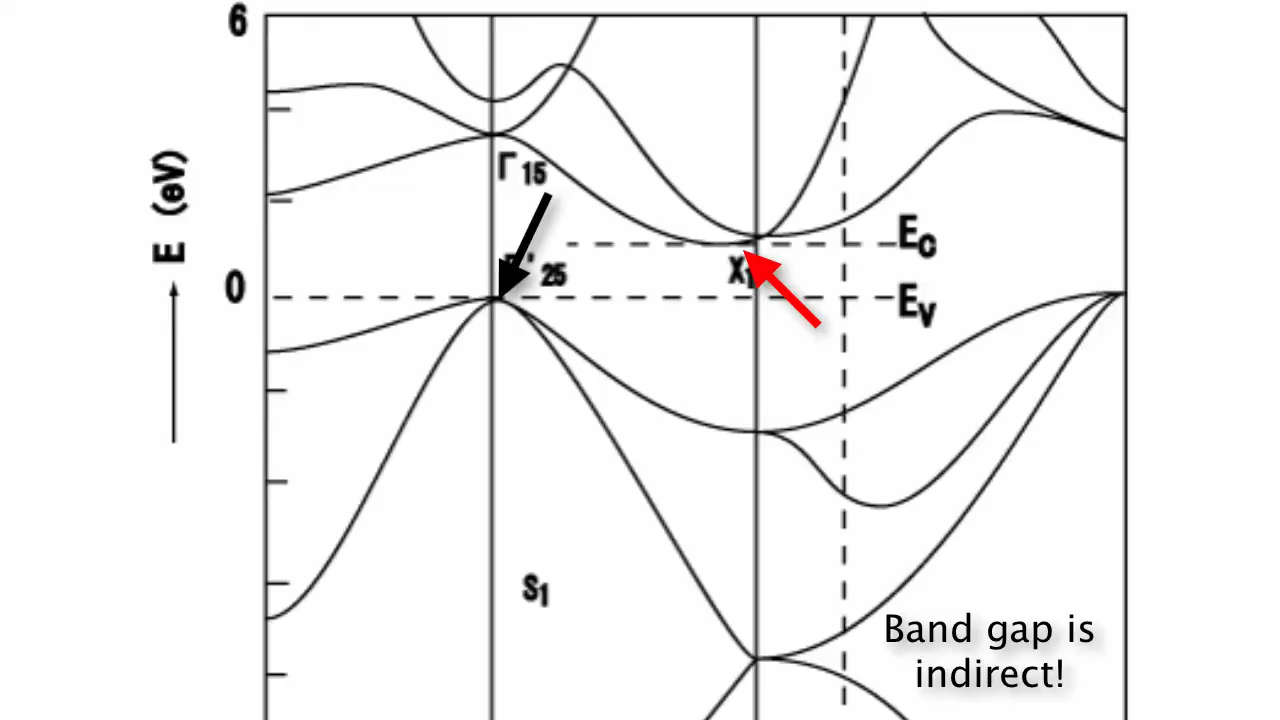 6
E (eV)
Γ15
EC
'25
X1
0
EV
S1
Band gap is
indirect!